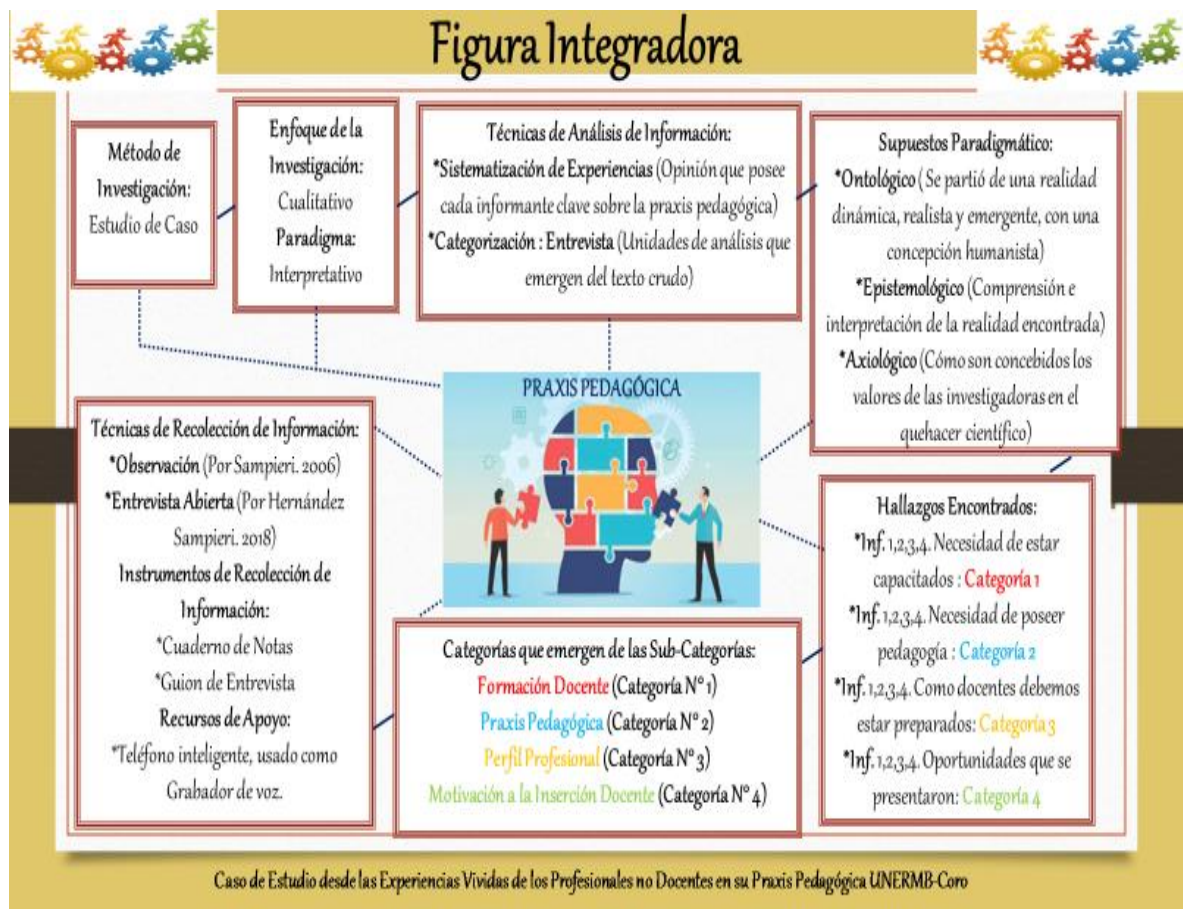 Figura Integradora
Método de
Investigación:
Estudio de Caso
Enfoque de la
Investigación:
Cualitativo
Paradigma:
Interpretativo
Técnicas de Análisis de Información:
*Sistematización de Experiencias (Opinión que posee
cada informante clave sobre la praxis pedagógica)
*Categorización : Entrevista (Unidades de análisis que
emergen del texto crudo)
Supuestos Paradigmático:
*Ontológico ( Se partió de una realidad
dinámica, realista y emergente, con una
concepción humanista)
*Epistemológico (Comprensión e
interpretación de la realidad encontrada)
*Axiológico (Cómo son concebidos los
valores de las investigadoras en el
quehacer científico)
PRAXIS PEDAGÓGICA
Técnicas de Recolección de Información:
*Observación (Por Sampieri. 2006)
*Entrevista Abierta (Por Hernández
Sampieri. 2018)
Instrumentos de Recolección de
Información:
*Cuaderno de Notas
*Guion de Entrevista
Recursos de Apoyo:
*Teléfono inteligente, usado como
Grabador de voz.
Categorías que emergen de las Sub-Categorías:
Formación Docente (Categoría N° 1)
Praxis Pedagógica (Categoría N° 2)
Perfil Profesional (Categoría N° 3)
Motivación a la Inserción Docente (Categoría N° 4)
Hallazgos Encontrados:
*Inf. 1,2,3,4. Necesidad de estar
capacitados : Categoría 1
*Inf. 1,2,3,4. Necesidad de poseer
pedagogía : Categoría 2
*Inf. 1,2,3,4. Como docentes debemos
estar preparados: Categoría 3
*Inf. 1,2,3,4. Oportunidades que se
presentaron: Categoría 4
Caso de Estudio desde las Experiencias Vividas de los Profesionales no Docentes en su Praxis Pedagógica UNERMB-Coro